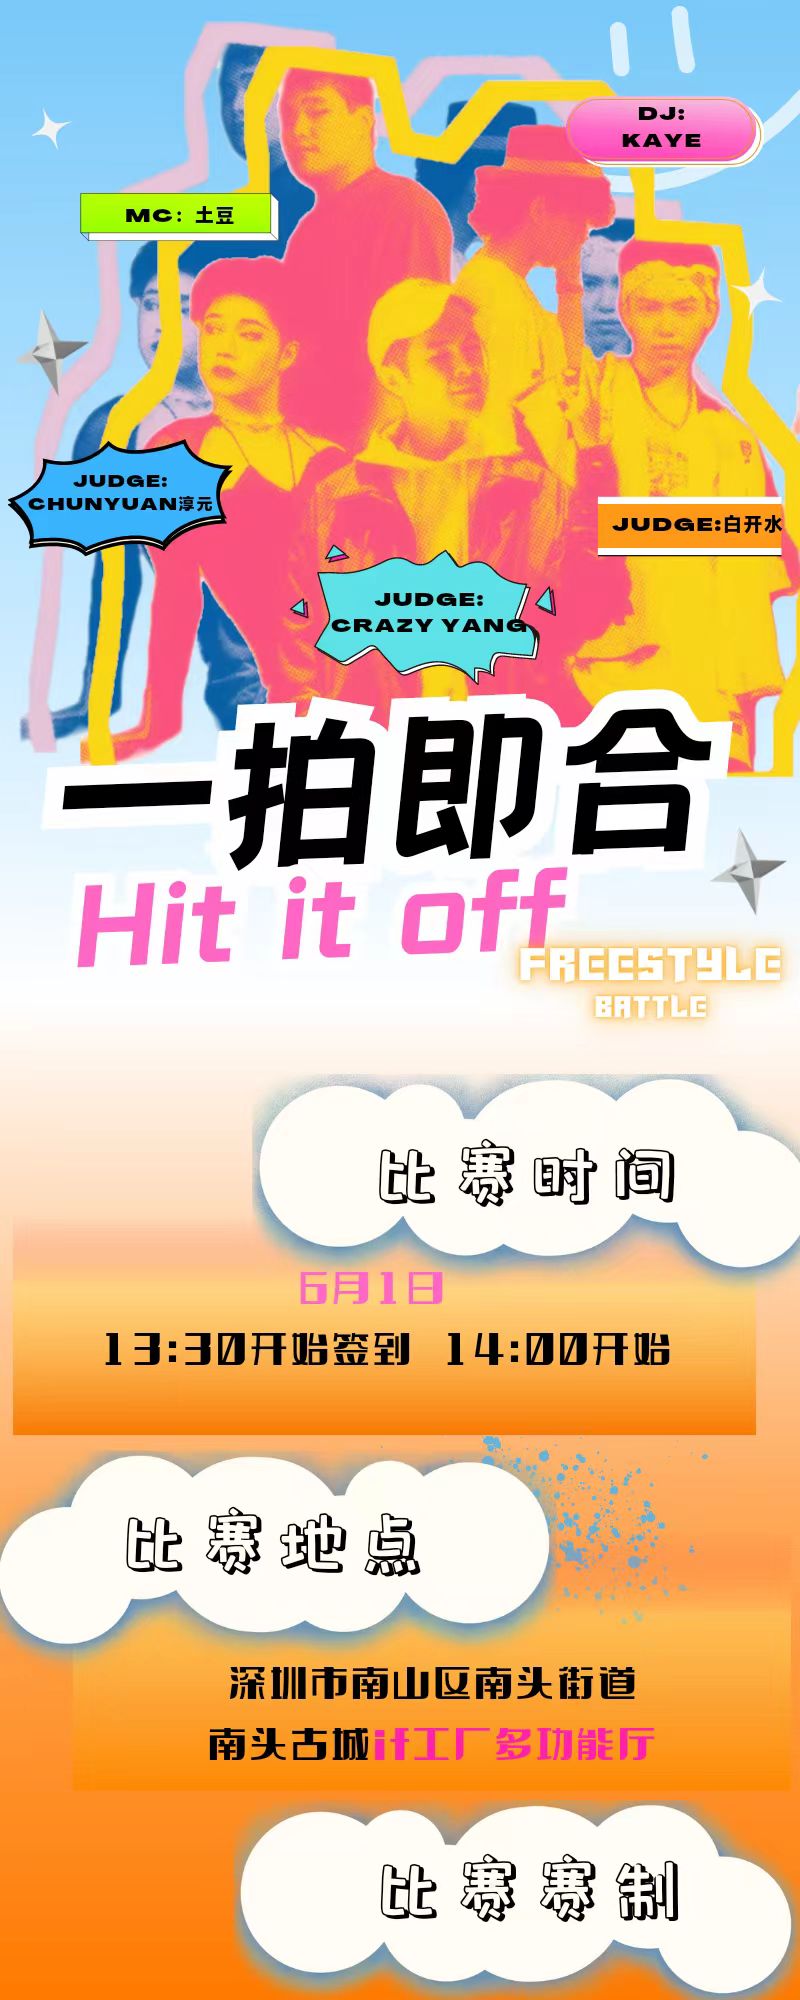 DJ:
KAYE
MC: 土豆
JUDGE:
CHUNYUAN淳元
JUDGE:白开水
JUDGE:
CRAZY YANG
一拍即合
Hit it off
FREESTYLE
BATTLE
比赛时间
6月1日
13:30开始签到 14:00开始
比赛地点
深圳市南山区南头街道
南头古城if工厂多功能厅
比赛赛制